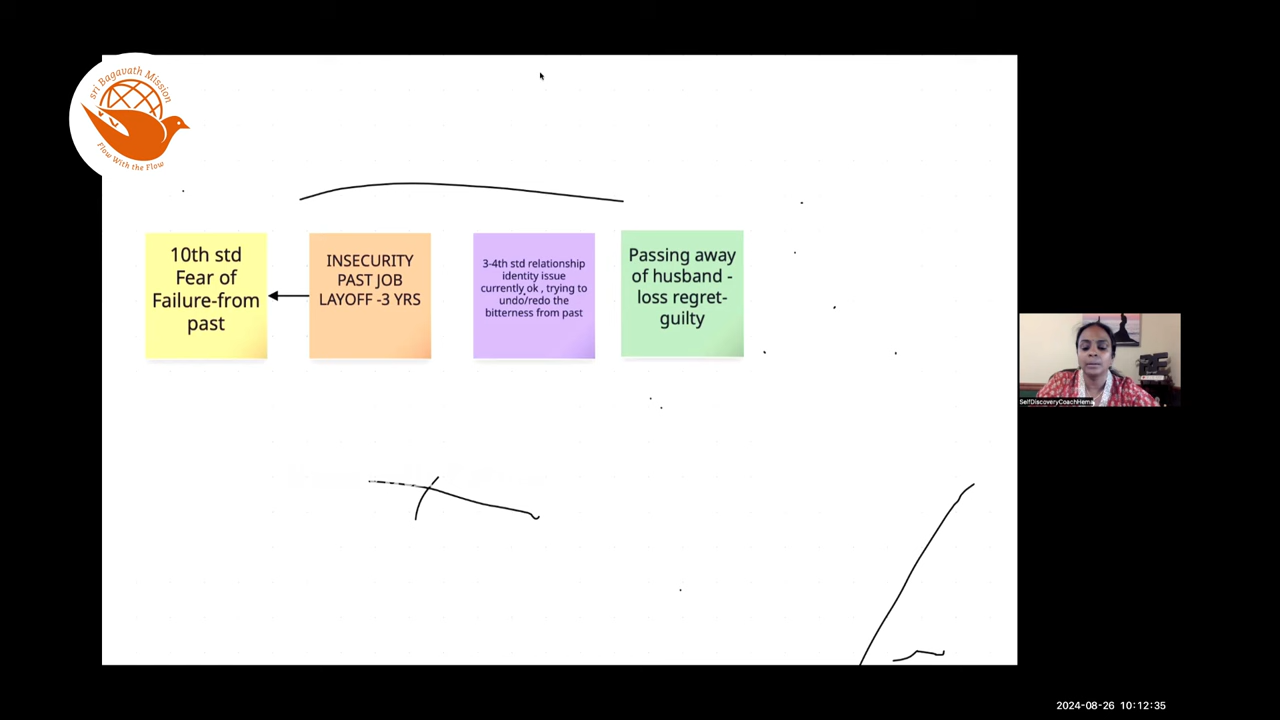 Sri Bagavath Mission
Flow With the Flow
10th std
Fear of
Failure-from
past
INSECURITY
PAST JOB
LAYOFF -3 YRS
3-4th std relationship
identity issue
currently ok , trying to
undo/redo the
bitterness from past
Passing away
of husband -
loss regret-
guilty
SelfDiscoveryCoachHema
2024-08-26 10:12:35